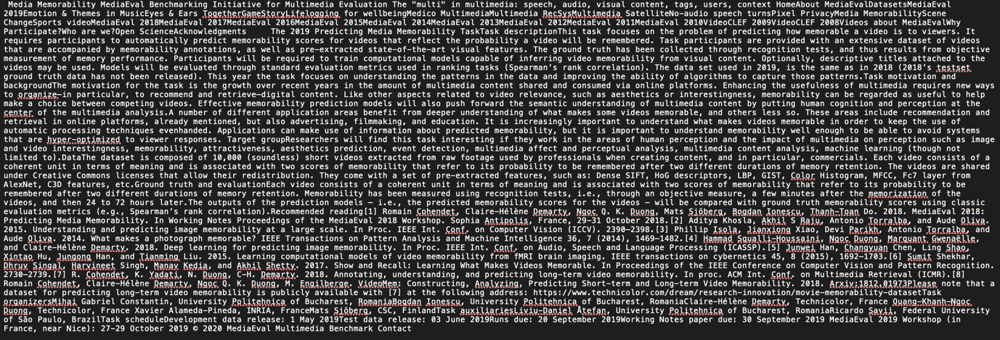 Media Memorability MediaEval Benchmarking Initiative for Multimedia Evaluation The "multi" in multimedia: speech, audio, visual content, tags, users, context HomeAbout MediaEvalDatasetsMediaEval
2019Emotion & Themes in MusicEyes & Ears TogetherGameStoryLifelogging for wellbeingMedico MultimediaMultimedia RecSysMultimedia SatelliteNo-audio speech turnsPixel PrivacyMedia MemorabilityScene
ChangeSports videoMediaEval 2018MediaEval 2017MediaEval 2016MediaEval 2015MediaEval 2014MediaEval 2013MediaEval 2012MediaEval 2011MediaEval 2010VideoCLEF 2009VideoCLEF 2008Videos about MediaEvalWhy
Participate?Who are we?Open ScienceAcknowledgments The 2019 Predicting Media Memorability TaskTask descriptionThis task focuses on the problem of predicting how memorable a video is to viewers. It
requires participants to automatically predict memorability scores for videos that reflect the probability a video will be remembered. Task participants are provided with an extensive dataset of videos
that are accompanied by memorability annotations, as well as pre-extracted state-of-the-art visual features. The ground truth has been collected through recognition tests, and thus results from objective
measurement of memory performance. Prticipants will be required to train computational models capable of inferring video memorability from visual content. Optionally, descriptive titles attached to the
videos may be used. Models will be evaluated through standard evaluation metrics used in ranking tasks (Spearman’s rank correlation). The data set used in 2019, is the same as in 2018 (2018’s testset
ground truth data has not been released). This year the task focuses on understanding the patterns in the data and improving the ability of algorithms to capture those patterns.Task motivation and
backgroundThe motivation for the task is the growth over recent years in the amount of multimedia content shared and consumed via online platforms. Enhancing the usefulness of multimedia requires new ways
to organize—in particular, to recommend and retrieve—digital content. Like other aspects related to video relevance, such as aesthetics or interestingness, memorability can be regarded as useful to help
make a choice between competing videos. Effective memorability prediction models will also push forward the semantic understanding of multimedia content by putting human cognition and perception at the
center of the multimedia analysis.A number of different application areas benefit from deeper understanding of what makes some videos memorable, and others less so. These areas include recommendation and
retrieval in online platforms, already mentioned, but also advertising, filmmaking, and education. It is increasingly important to understand what makes videos memorable in order to keep the use of
automatic processing techniques evenhanded. Applications can make use of information about predicted memorability, but it is important to understand memorability well enough to be able to avoid systems
that are hyper-optimized to viewer responses. Target groupResearchers will find this task interesting if they work in the areas of human perception and the impact of multimedia on perception such as image
and video interestingness, memorability, attractiveness, aesthetics prediction, event detection, multimedia affect and perceptual analysis, multimedia content analysis, machine learning (though not
limited to).DataThe dataset is composed of 10,000 (soundless) short videos extracted from raw footage used by professionals when creating content, and in particular, commercials. Each video consists of a
coherent unit in terms of meaning and is associated with two scores of memorability that refer to its probability to be remembered after two different durations of memory retention. The videos are shared
under Creative Commons licenses that allow their redistribution. They come with a set of pre-extracted features, such as: Dense SIFT, HoG descriptors, LBP, GIST, Color Histogram, MFCC, Fc7 layer from
AlexNet, C3D features, etc.Ground truth and evaluationEach video consists of a coherent unit in terms of meaning and is associated with two scores of memorability that refer to its probability to be
remembered after two different durations of memory retention. Memorability has been measured using recognition tests, i.e., through an objective measure, a few minutes after the memorization of the
videos, and then 24 to 72 hours later.The outputs of the prediction models – i.e., the predicted memorability scores for the videos – will be compared with ground truth memorability scores using classic
evaluation metrics (e.g., Spearman’s rank correlation).Recommended reading[1] Romain Cohendet, Claire-Hélène Demarty, Ngoc Q. K. Duong, Mats Sjöberg, Bogdan Ionescu, Thanh-Toan Do. 2018. MediaEval 2018:
Predicting Media Memorability. In Working Notes Proceedings of the MediaEval 2018 Workshop, Sophia Antipolis, France, 29-31 October 2018.[2] Aditya Khosla Akhil S Raju, Antonio Torralba, and Aude Oliva.
2015. Understanding and predicting image memorability at a large scale. In Proc. IEEE Int. Conf. on Computer Vision (ICCV). 2390–2398.[3] Phillip Isola, Jianxiong Xiao, Devi Parikh, Antonio Torralba, and
Aude Oliva. 2014. What makes a photograph memorable? IEEE Transactions on Pattern Analysis and Machine Intelligence 36, 7 (2014), 1469–1482.[4] Hammad Squalli-Houssaini, Ngoc Duong, Marquant Gwenaëlle,
and Claire-Hélène Demarty. 2018. Deep learning for predicting image memorability. In Proc. IEEE Int. Conf. on Audio, Speech and Language Processing (ICASSP).[5] Junwei Han, Changyuan Chen, Ling Shao,
Xintao Hu, Jungong Han, and Tianming Liu. 2015. Learning computational models of video memorability from fMRI brain imaging. IEEE transactions on cybernetics 45, 8 (2015), 1692–1703.[6] Sumit Shekhar,
Dhruv Singal, Harvineet Singh, Manav Kedia, and Akhil Shetty. 2017. Show and Recall: Learning What Makes Videos Memorable. In Proceedings of the IEEE Conference on Computer Vision and Pattern Recognition.
2730–2739.[7] R. Cohendet, K. Yadati, N. Duong, C-H. Demarty. 2018. Annotating, understanding, and predicting long-term video memorability. In proc. ACM Int. Conf. on Multimedia Retrieval (ICMR).[8]
Romain Cohendet, Claire-Hélène Demarty, Ngoc Q. K. Duong, M. Engilberge. VideoMem: Constructing, Analyzing, Predicting Short-term and Long-term Video Memorability. 2018. Arxiv:1812.01973Please note that a
dataset for predicting long-term video memorability is publicly available with [7] at the following address: https://www.technicolor.com/dream/research-innovation/movie-memorability-datasetTask
organizersMihai Gabriel Constantin, University Politehnica of Bucharest, RomaniaBogdan Ionescu, University Politehnica of Bucharest, RomaniaClaire-Hélène Demarty, Technicolor, France Quang-Khanh-Ngoc
Duong, Technicolor, France Xavier Alameda-Pineda, INRIA, FranceMats Sjöberg, CSC, FinlandTask auxiliariesLiviu-Daniel Ștefan, University Politehnica of Bucharest, RomaniaRicardo Savii, Federal University
of São Paulo, BrazilTask scheduleDevelopment data release: 1 May 2019Test data release: 03 June 2019Runs due: 20 September 2019Working Notes paper due: 30 September 2019 MediaEval 2019 Workshop (in
France, near Nice): 27-29 October 2019 © 2020 MediaEval Multimedia Benchmark Contact